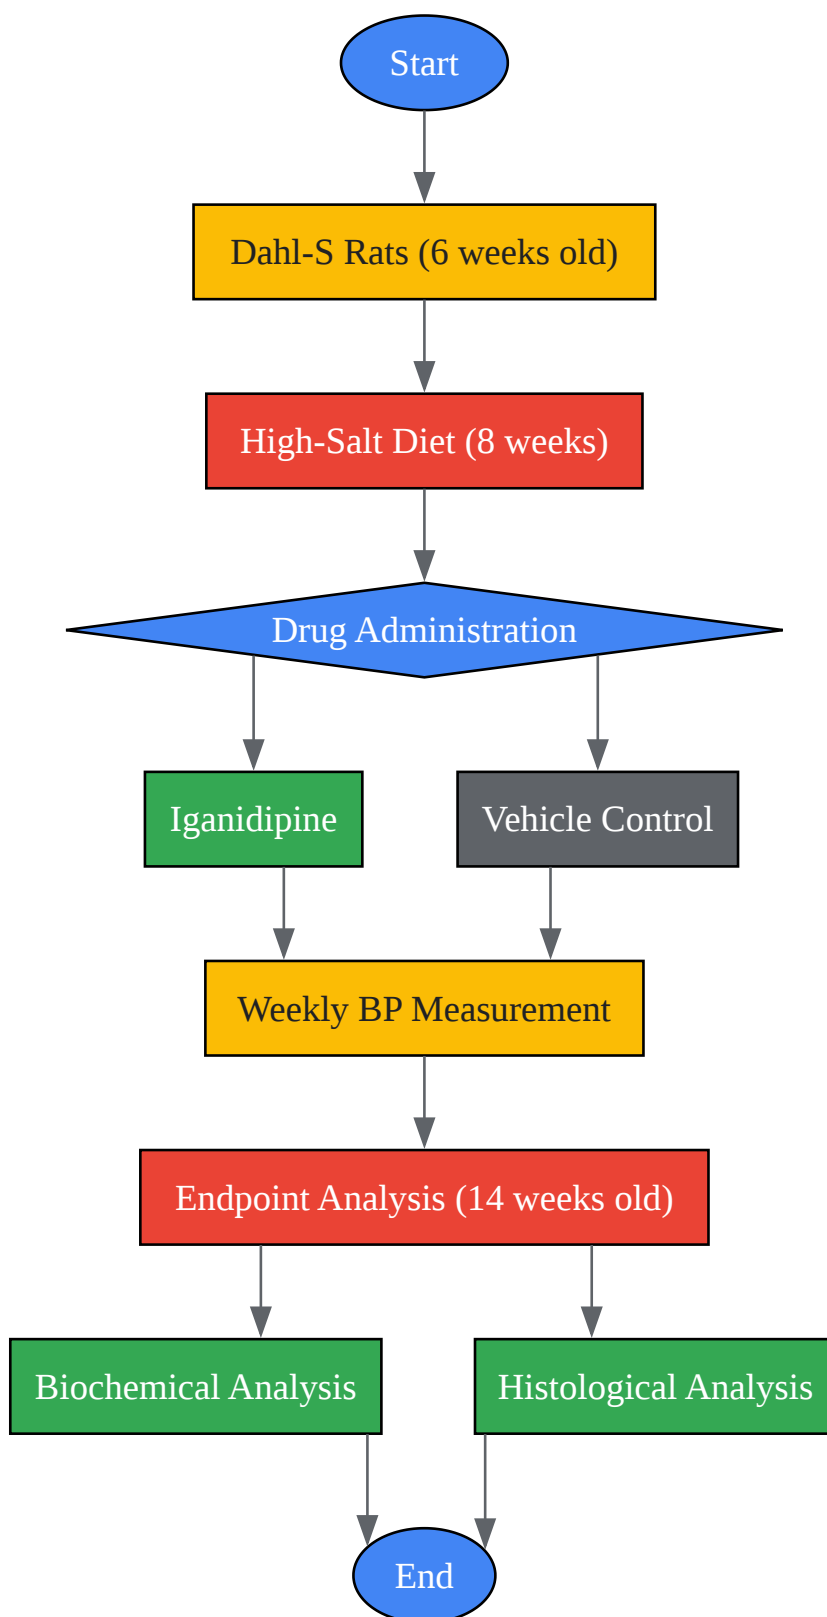 Start
Dahl-S Rats (6 weeks old)
High-Salt Diet (8 weeks)
Drug Administration
Iganidipine
Vehicle Control
Weekly BP Measurement
Endpoint Analysis (14 weeks old)
Biochemical Analysis
Histological Analysis
End